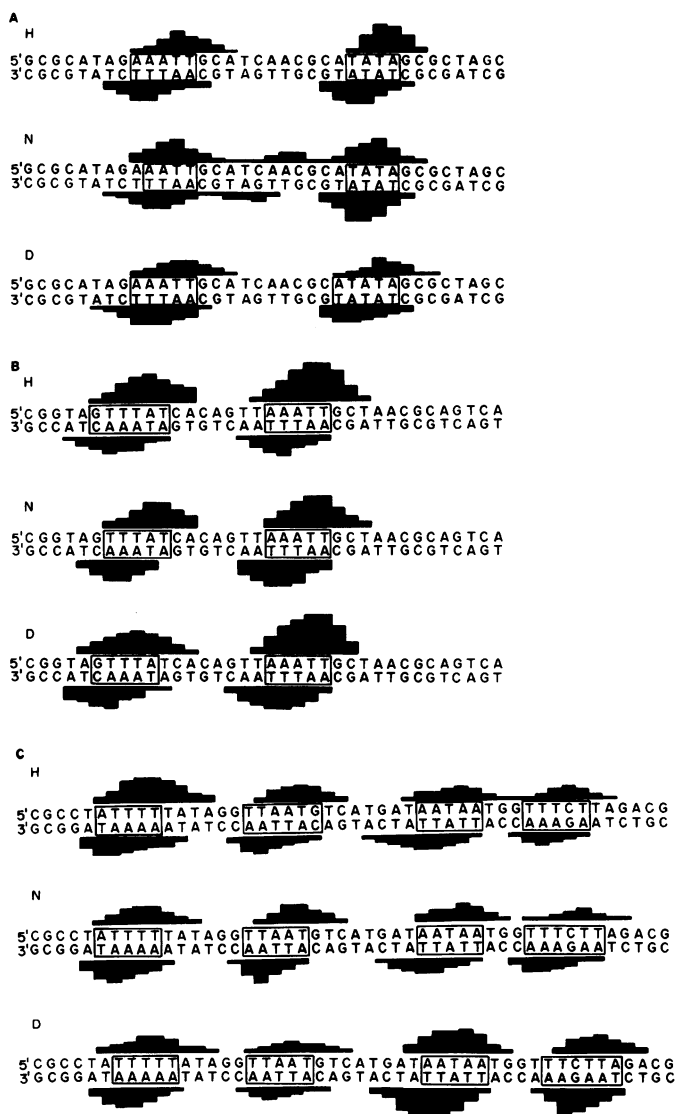 A
H
5'GCGCATAGAAATTGCATCAACGCATATAGCGCTAGC
3'CGCGTATCTTTAACGTAGTTGCGTATATCGCGATCG
N
5'GCGCATAGAAATTGCATCAACGCATATAGCGCTAGC
3'CGCGTATCTTTAACGTAGTTGCGTATATCGCGATCG
D
5'GCGCATAGAAATTGCATCAACGCATATAGCGCTAGC
3'CGCGTATCTTTAACGTAGTTGCGTATATCGCGATCG
B
H
5'CGGTAGTTTATCACAGTTAAATTGCTAACGCAGTCA
3'GCCATCAAATAGTGTCAATTTAACGATTGCGTCAGT
N
5'CGGTAGTTTATCACAGTTAAATTGCTAACGCAGTCA
3'GCCATCAAATAGTGTCAATTTAACGATTGCGTCAGT
D
5'CGGTAGTTTATCACAGTTAAATTGCTAACGCAGTCA
3'GCCATCAAATAGTGTCAATTTAACGATTGCGTCAGT
C
H
5'CGCCTATTTTTATAGGTTAATGTCATGATAATAATGGTTTCTTAGACG
3'GCGGATAAAAATATCCAATTACAGTACTATTATTACCAAAGAATCTGC
N
5'CGCCTATTTTTATAGGTTAATGTCATGATAATAATGGTTTCTTAGACG
3'GCGGATAAAAATATCCAATTACAGTACTATTATTACCAAAGAATCTGC
D
5'CGCCTATTTTTATAGGTTAATGTCATGATAATAATGGTTTCTTAGACG
3'GCGGATAAAAATATCCAATTACAGTACTATTATTACCAAAGAATCTGC